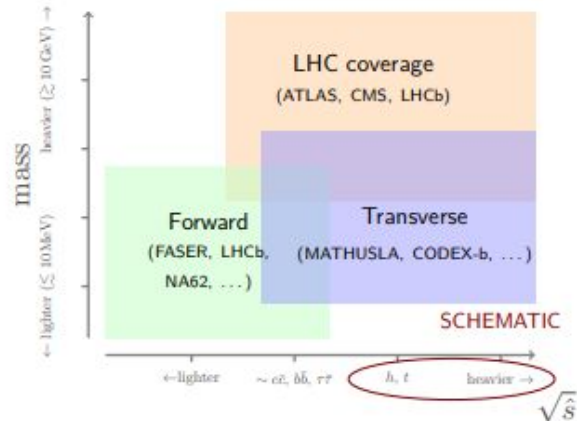 LHC coverage
(ATLAS, CMS, LHCb)
Forward
(FASER, LHCb,
NA62, ...)
Transverse
(MATHUSLA, CODEX-b, ...)
SCHEMATIC
mass
← lighter (≲ 10 MeV)
heavier (≳ 10 GeV) →
←lighter
~ cc̄, bb̄, ττ̄
h, t
heavier →
√ŝ